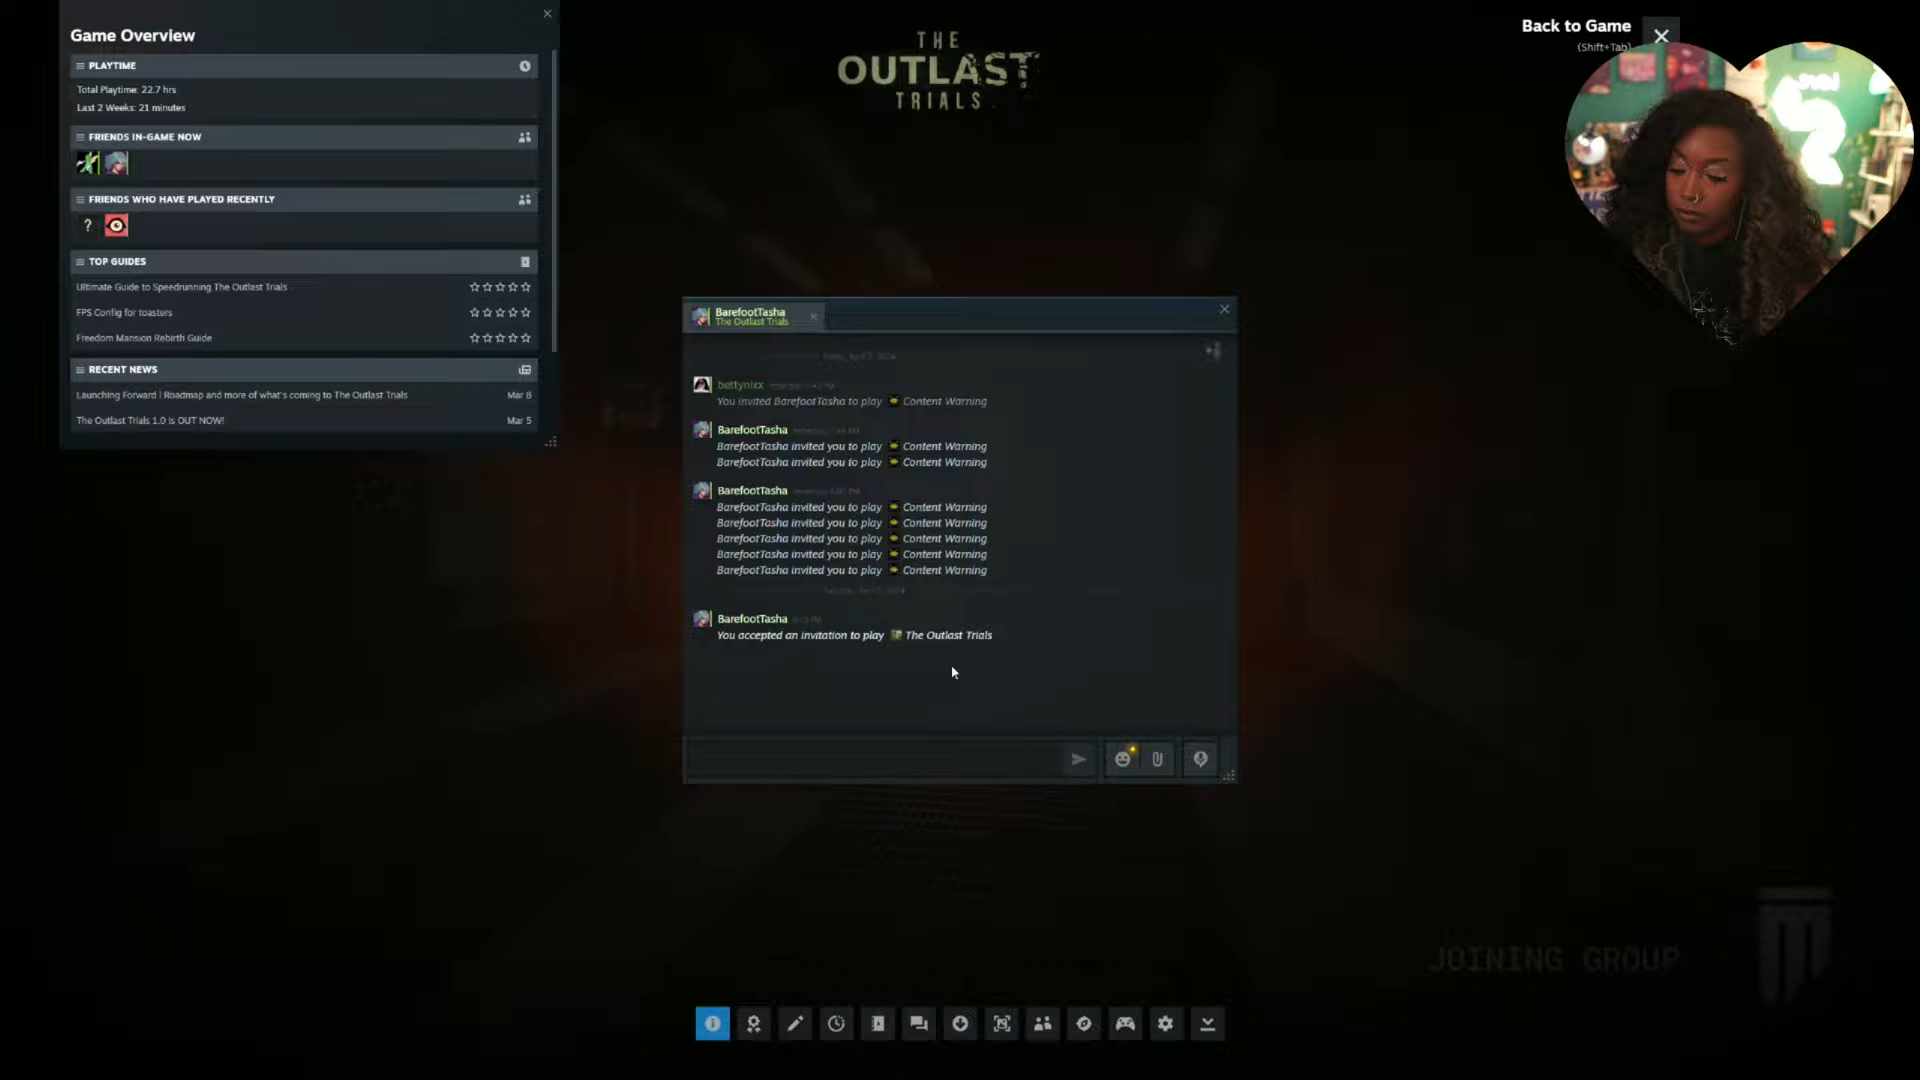 Game Overview
PLAYTIME
Total Playtime: 22.7 hrs
Last 2 Weeks: 21 minutes
FRIENDS IN-GAME NOW
FRIENDS WHO HAVE PLAYED RECENTLY
?
TOP GUIDES
Ultimate Guide to Speedrunning The Outlast Trials
FPS Config for toasters
Freedom Mansion Rebirth Guide
RECENT NEWS
Launching Forward | Roadmap and more of what's coming to The Outlast Trials Mar 8
The Outlast Trials 1.0 is OUT NOW! Mar 5
THE
OUTLAST
TRIALS
Back to Game
(Shift+Tab)
BarefootTasha
The Outlast Trials
bettynixx
You invited BarefootTasha to play Content Warning
BarefootTasha
BarefootTasha invited you to play Content Warning
BarefootTasha invited you to play Content Warning
BarefootTasha
BarefootTasha invited you to play Content Warning
BarefootTasha invited you to play Content Warning
BarefootTasha invited you to play Content Warning
BarefootTasha invited you to play Content Warning
BarefootTasha invited you to play Content Warning
BarefootTasha
You accepted an invitation to play The Outlast Trials
JOINING GROUP